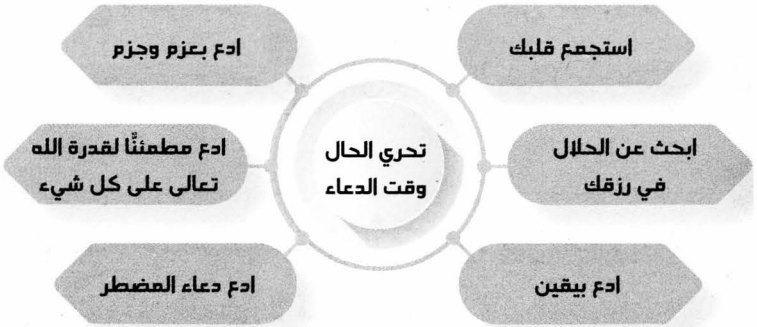 استجمع قلبك
ادع بعزم وجزم
تحري الحال
وقت الدعاء
ابحث عن الحلال
في رزقك
ادع مطمئنًّا لقدرة الله
تعالى على كل شيء
ادع بيقين
ادع دعاء المضطر